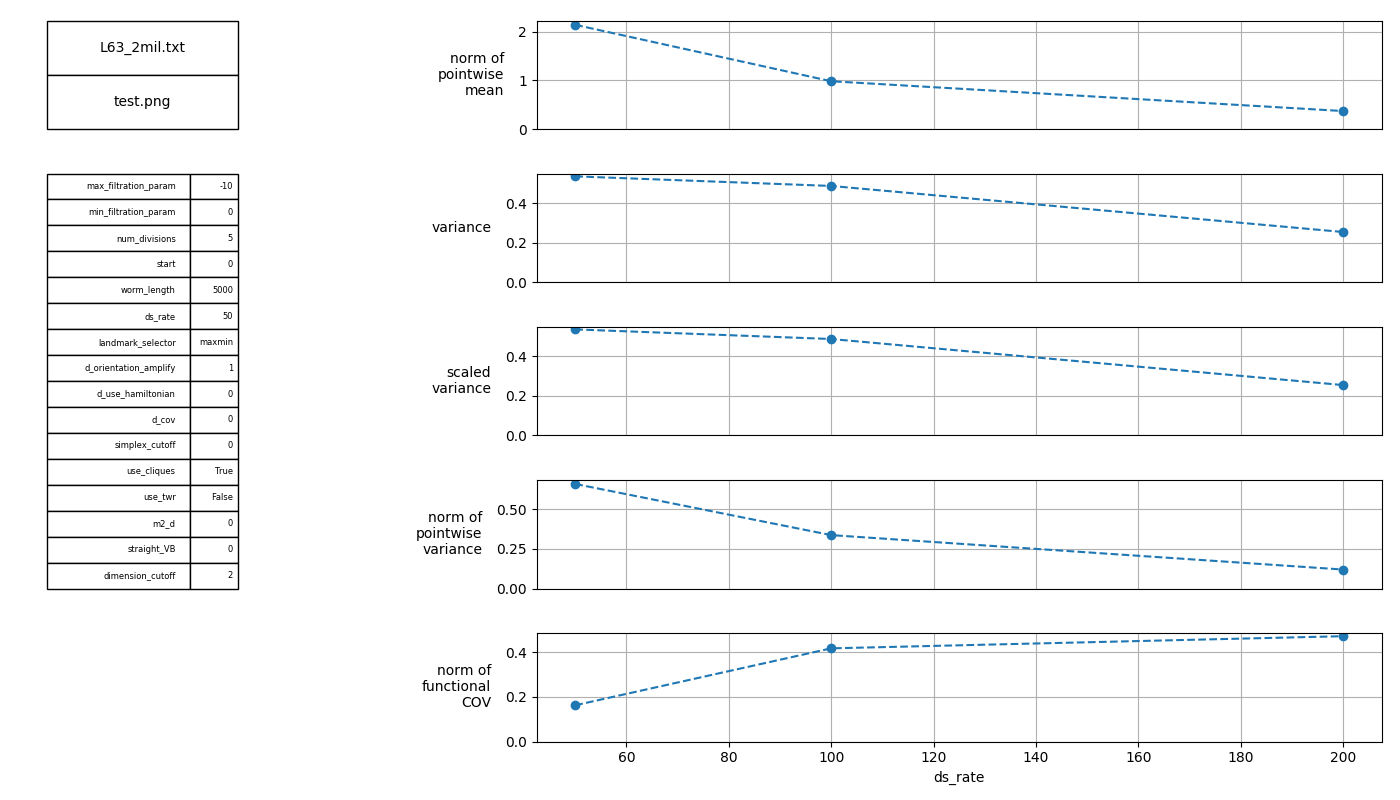 L63_2mil.txt
test.png
max_filtration_param -10
min_filtration_param 0
num_divisions 5
start 0
worm_length 5000
ds_rate 50
landmark_selector maxmin
d_orientation_amplify 1
d_use_hamiltonian 0
d_cov 0
simplex_cutoff 0
use_cliques True
use_twr False
m2_d 0
straight_VB 0
dimension_cutoff 2
norm of
pointwise
mean
2
1
0
variance
0.4
0.2
0.0
scaled
variance
0.4
0.2
0.0
norm of
pointwise
variance
0.50
0.25
0.00
norm of
functional
COV
0.4
0.2
0.0
60 80 100 120 140 160 180 200
ds_rate